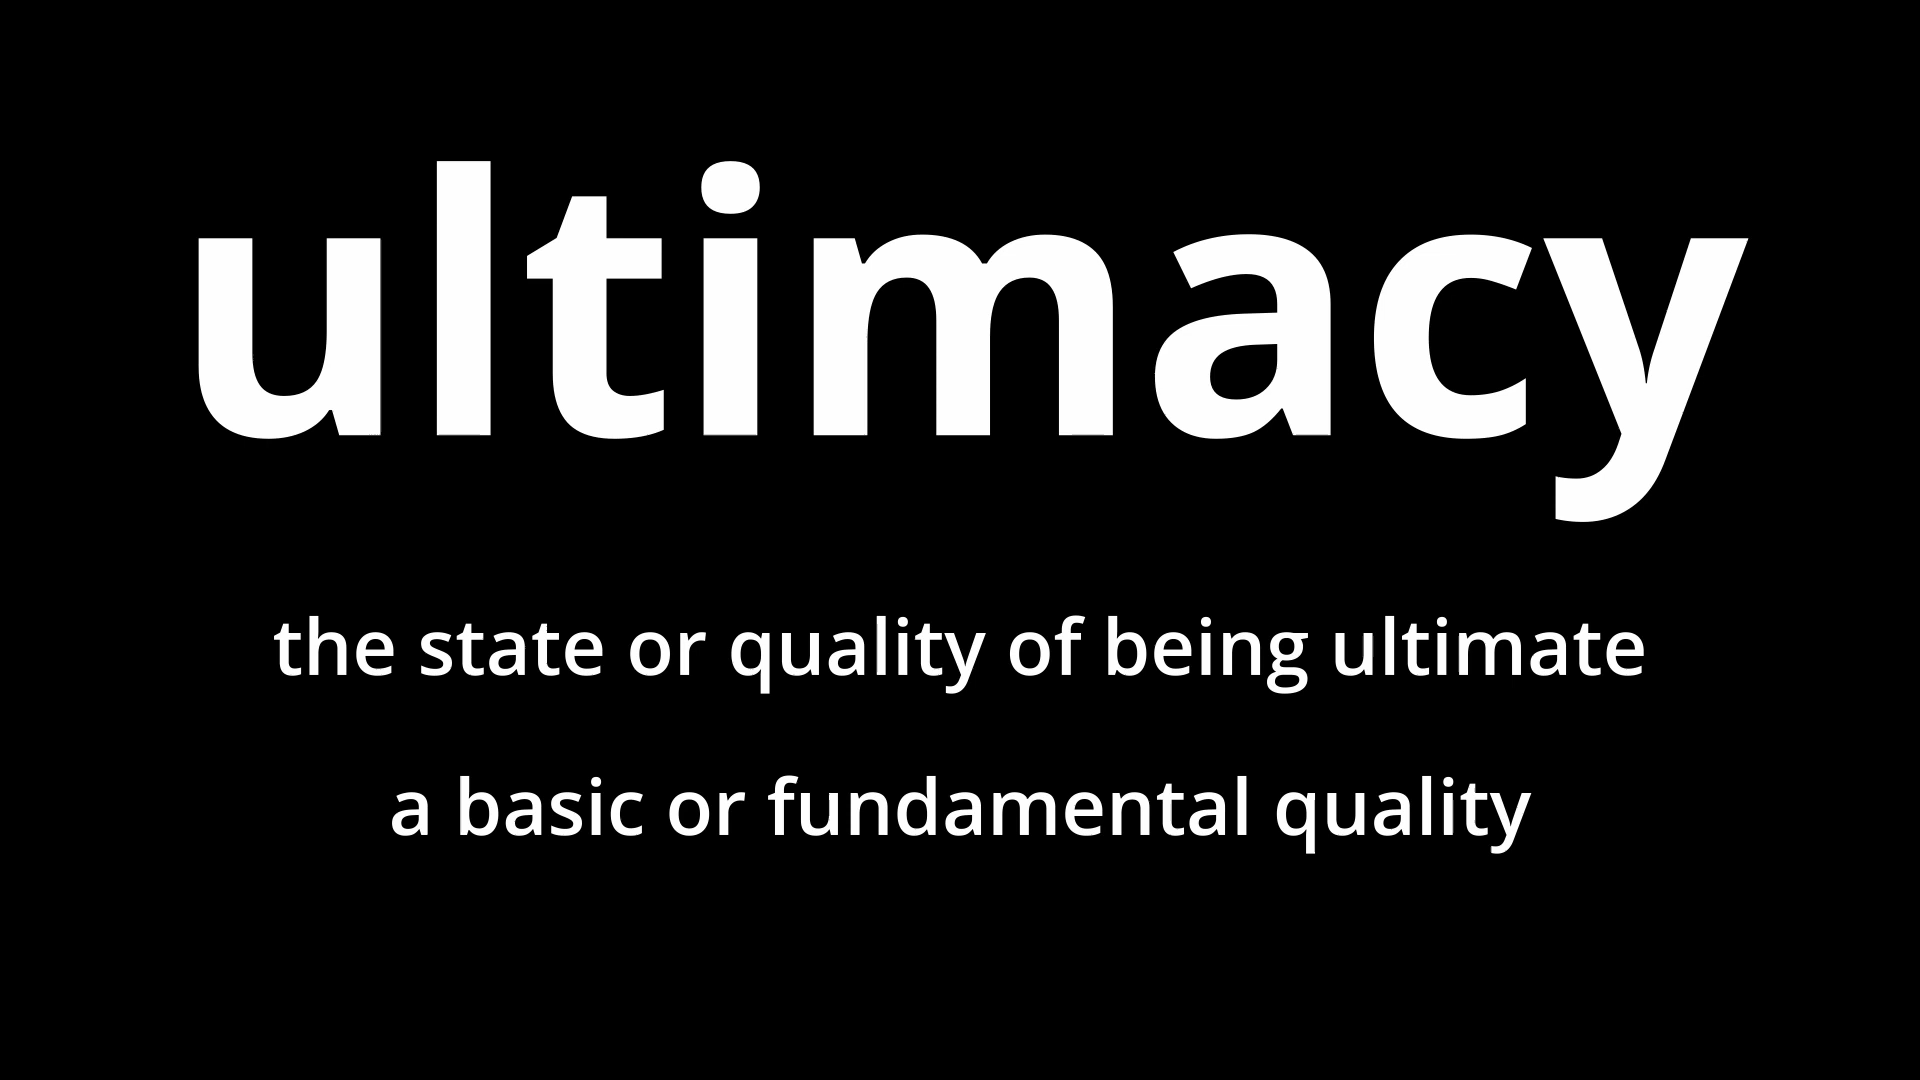 ultimacy
the state or quality of being ultimate
a basic or fundamental quality